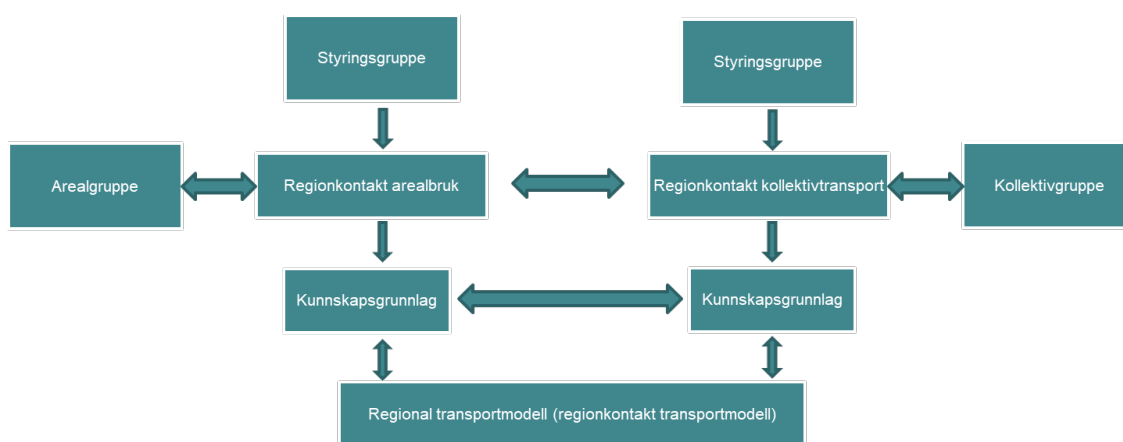 Styringsgruppe
Styringsgruppe
Arealgruppe
Regionkontakt arealbruk
Regionkontakt kollektivtransport
Kollektivgruppe
Kunnskapsgrunnlag
Kunnskapsgrunnlag
Regional transportmodell (regionkontakt transportmodell)